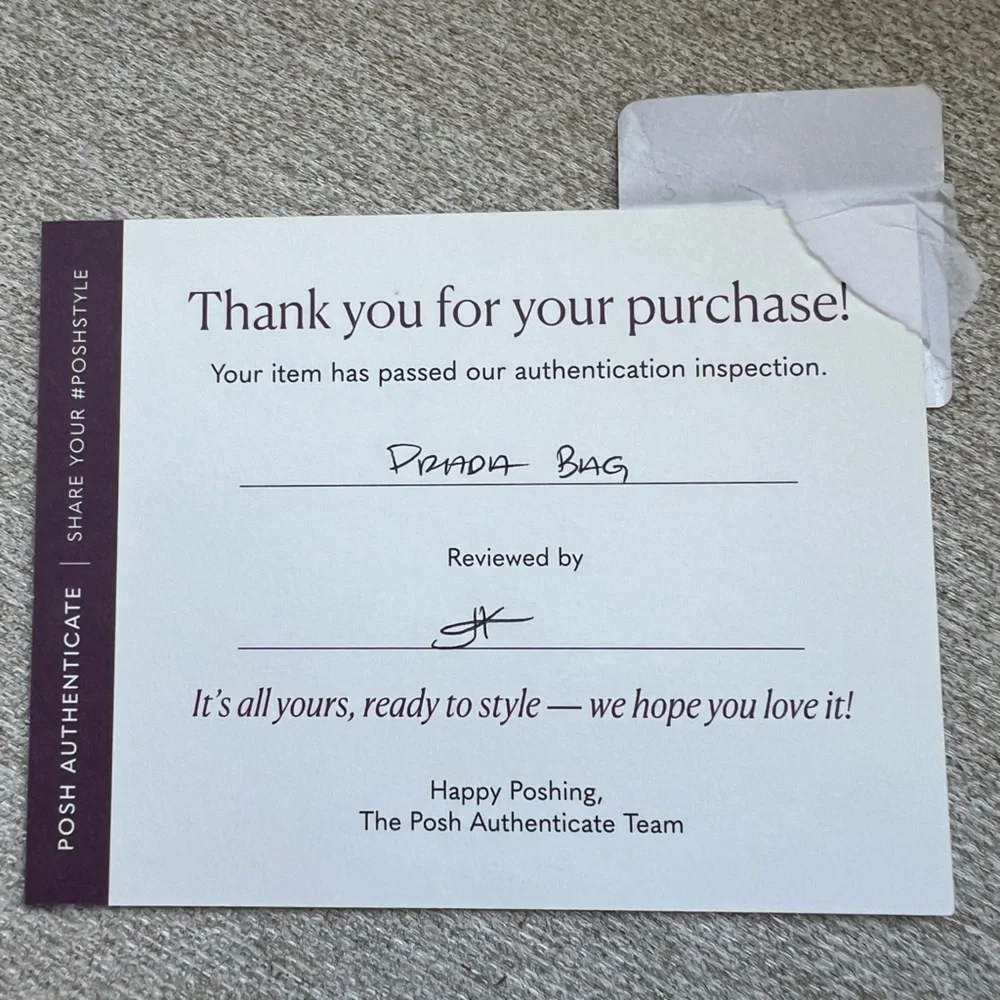 Thank you for your purchase!
Your item has passed our authentication inspection.
PRADA BAG
Reviewed by
JK
It's all yours, ready to style — we hope you love it!
Happy Poshing,
The Posh Authenticate Team
POSH AUTHENTICATE | SHARE YOUR #POSHSTYLE